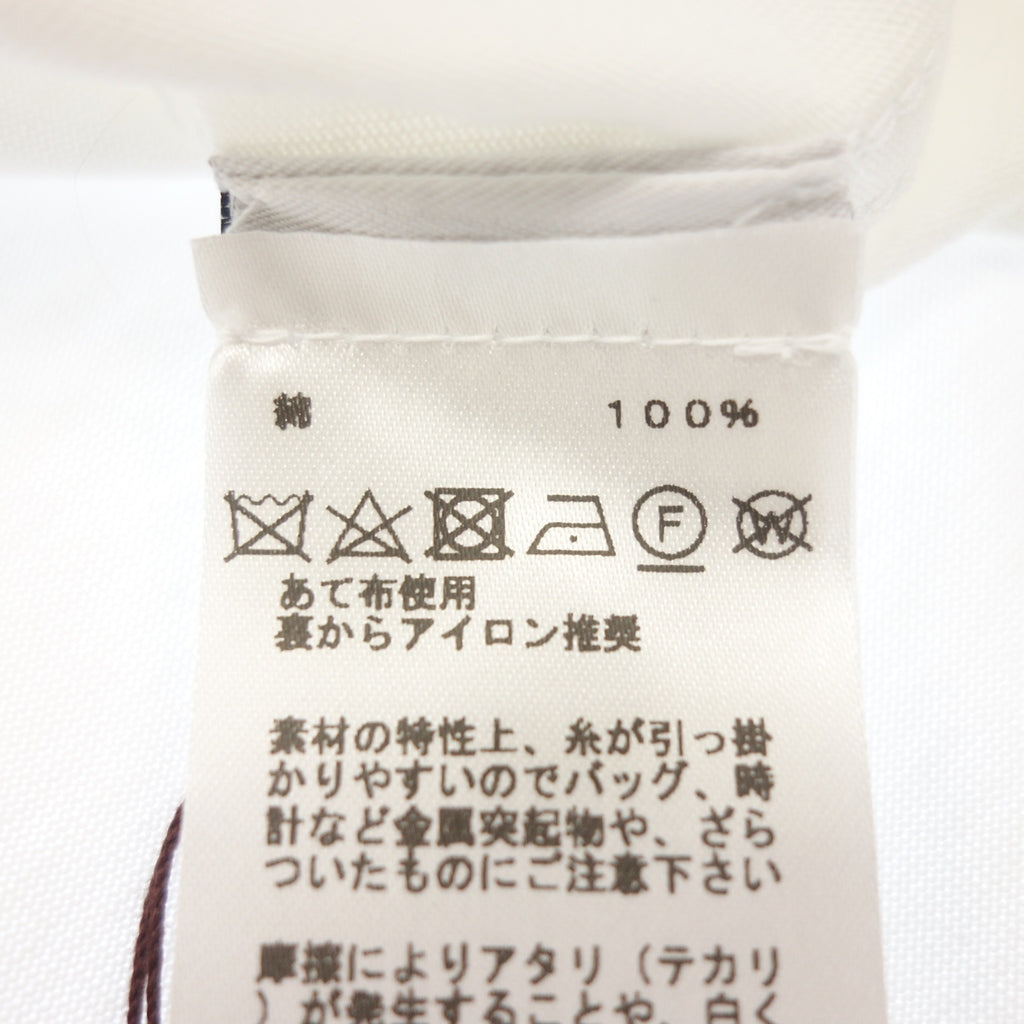 綿 100%
F W
あて布使用
裏からアイロン推奨
素材の特性上、糸が引っ掛
かりやすいのでバッグ、時
計など金属突起物や、ざら
ついたものにご注意下さい
摩擦によりアタリ（テカリ
）が発生することや、白く